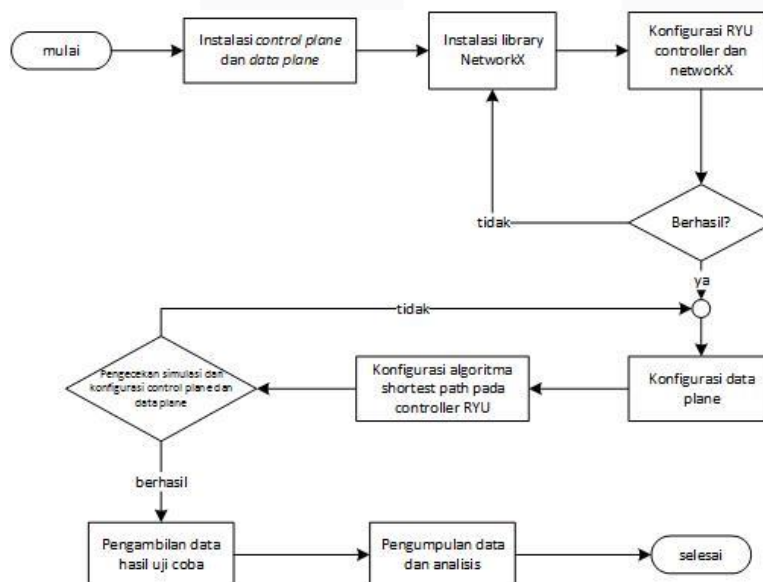 mulai
Instalasi control plane
dan data plane
Instalasi library
NetworkX
Konfigurasi RYU
controller dan
networkX
Berhasil?
tidak
ya
tidak
Konfigurasi data
plane
Konfigurasi algoritma
shortest path pada
controller RYU
Pengecekan simulasi dan
konfigurasi control plane dan
data plane
berhasil
Pengambilan data
hasil uji coba
Pengumpulan data
dan analisis
selesai